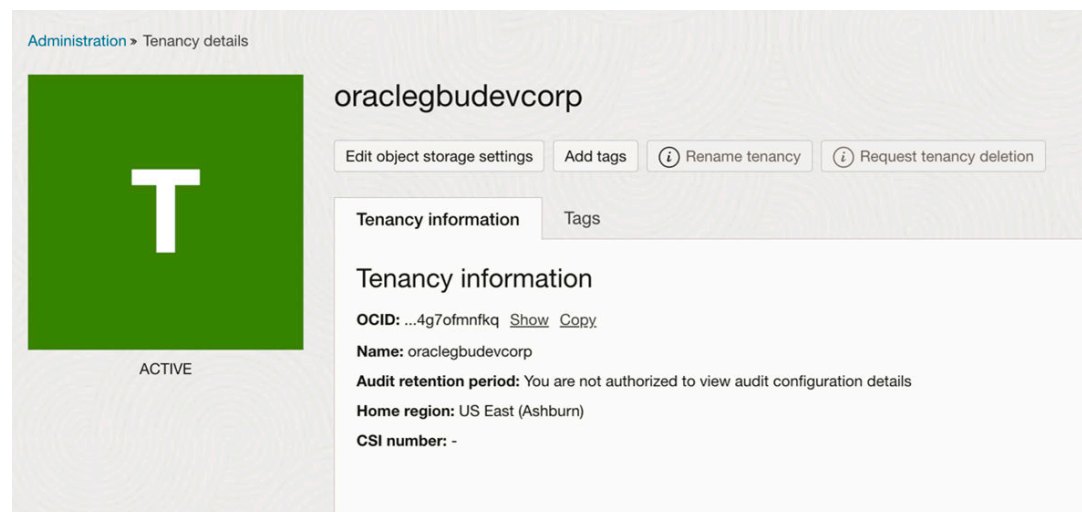 Administration » Tenancy details
T
ACTIVE
oraclegbudevcorp
Edit object storage settings Add tags i Rename tenancy i Request tenancy deletion
Tenancy information Tags
Tenancy information
OCID: ...4g7ofmnfkq Show Copy
Name: oraclegbudevcorp
Audit retention period: You are not authorized to view audit configuration details
Home region: US East (Ashburn)
CSI number: -